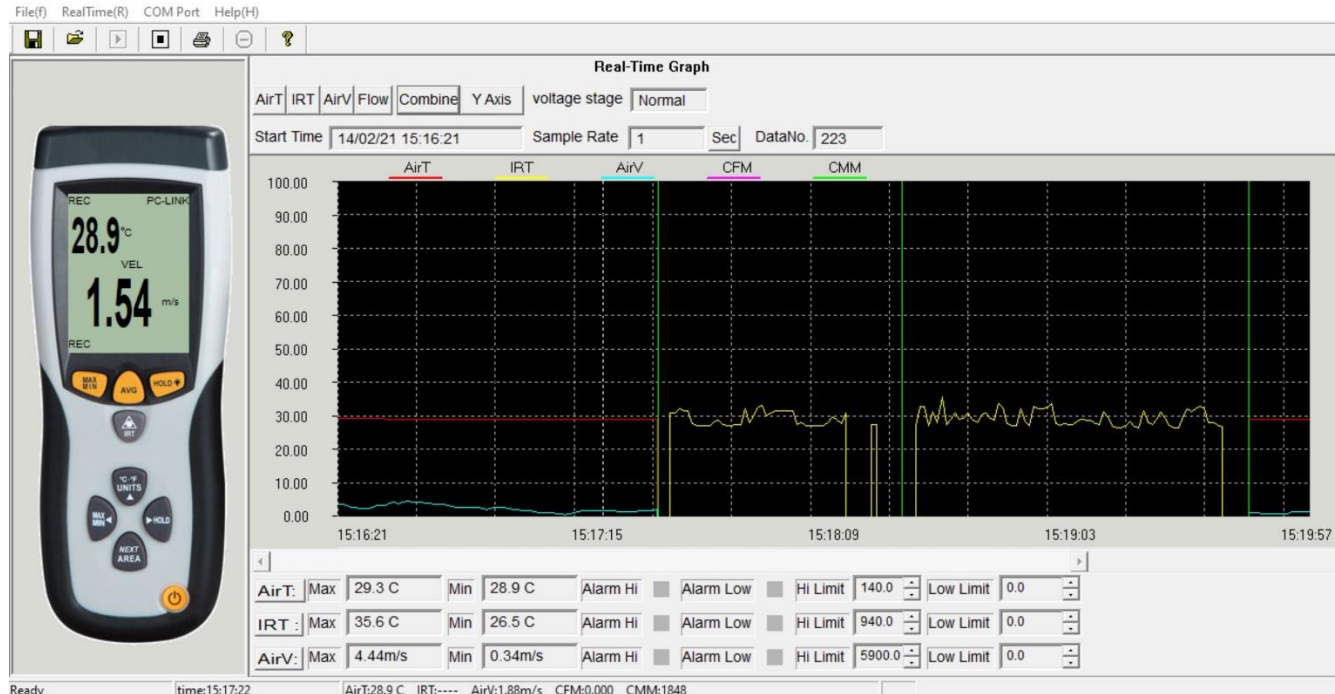 File(f) RealTime(R) COM Port Help(H)
Real-Time Graph
AirT IRT AirV Flow Combine Y Axis voltage stage Normal
Start Time 14/02/21 15:16:21 Sample Rate 1 Sec DataNo. 223
AirT IRT AirV CFM CMM
100.00
90.00
80.00
70.00
60.00
50.00
40.00
30.00
20.00
10.00
0.00
15:16:21 15:17:15 15:18:09 15:19:03 15:19:57
REC PC-LINK
28.9 °C
VEL
1.54 m/s
REC
MAX MIN AVG HOLD
IRT
°C-°F
UNITS
MAX MIN HOLD
NEXT
AREA
AirT: Max 29.3 C Min 28.9 C Alarm Hi Alarm Low Hi Limit 140.0 Low Limit 0.0
IRT : Max 35.6 C Min 26.5 C Alarm Hi Alarm Low Hi Limit 940.0 Low Limit 0.0
AirV: Max 4.44m/s Min 0.34m/s Alarm Hi Alarm Low Hi Limit 5900.0 Low Limit 0.0
Ready time:15:17:22 AirT:28.9 C IRT:---- AirV:1.88m/s CFM:0.000 CMM:1848